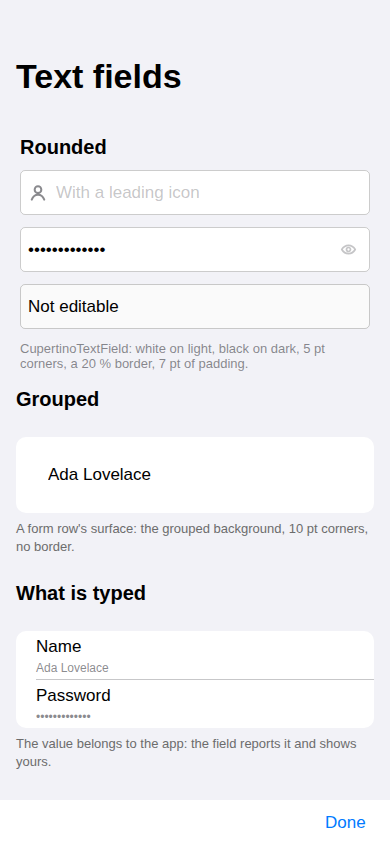 Text fields
Rounded
With a leading icon
•••••••••••••
Not editable
CupertinoTextField: white on light, black on dark, 5 pt
corners, a 20 % border, 7 pt of padding.
Grouped
Ada Lovelace
A form row's surface: the grouped background, 10 pt corners,
no border.
What is typed
Name
Ada Lovelace
Password
•••••••••••••
The value belongs to the app: the field reports it and shows
yours.
Done